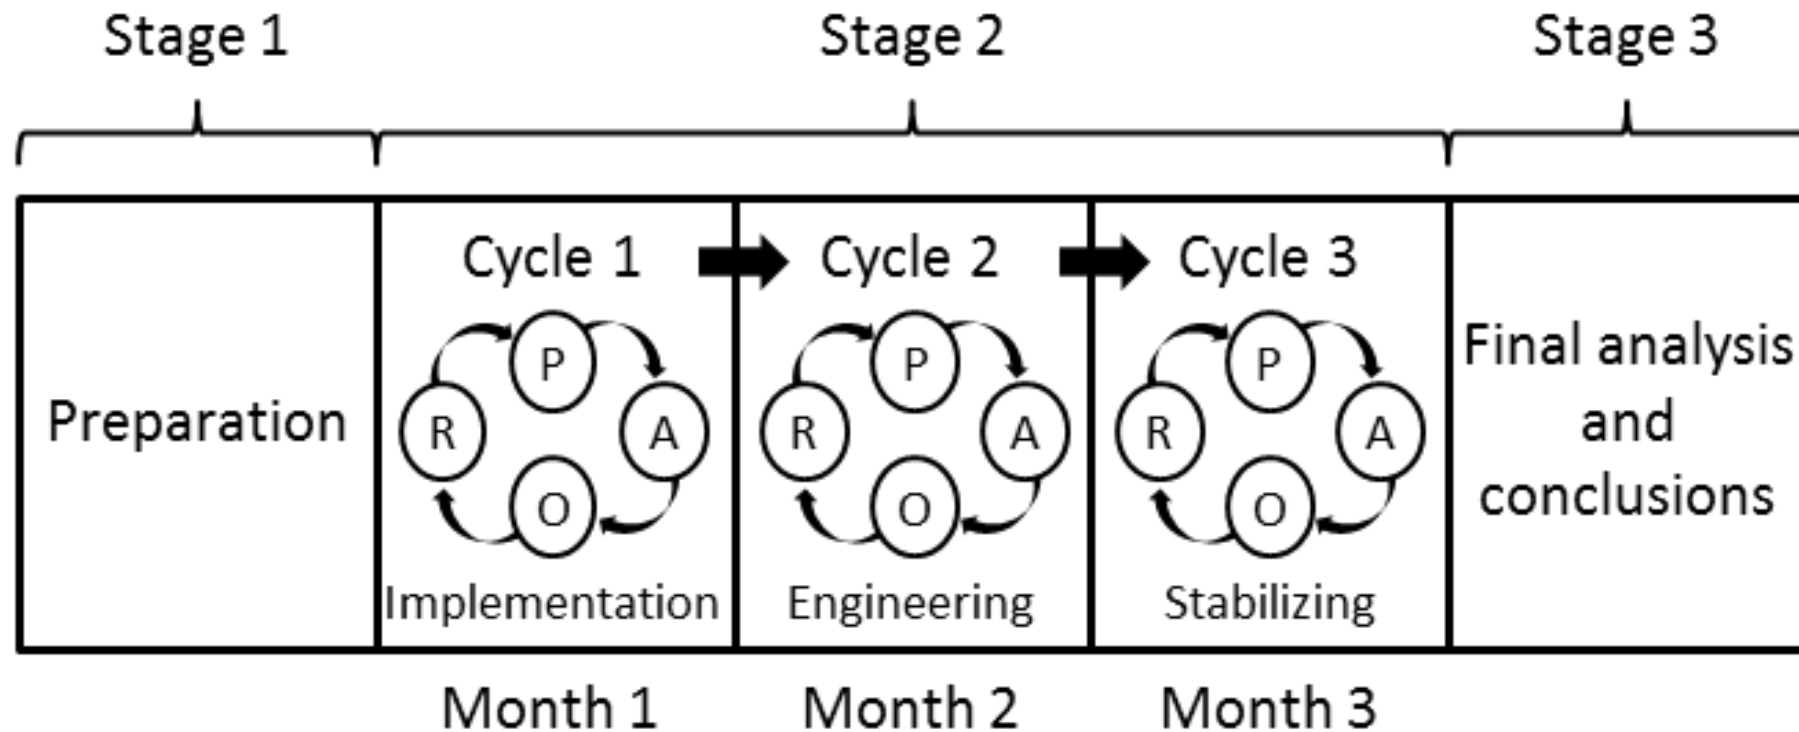 Stage 1
Stage 2
Stage 3
Preparation
Cycle 1
P
A
O
R
Implementation
Cycle 2
P
A
O
R
Engineering
Cycle 3
P
A
O
R
Stabilizing
Final analysis
and
conclusions
Month 1
Month 2
Month 3